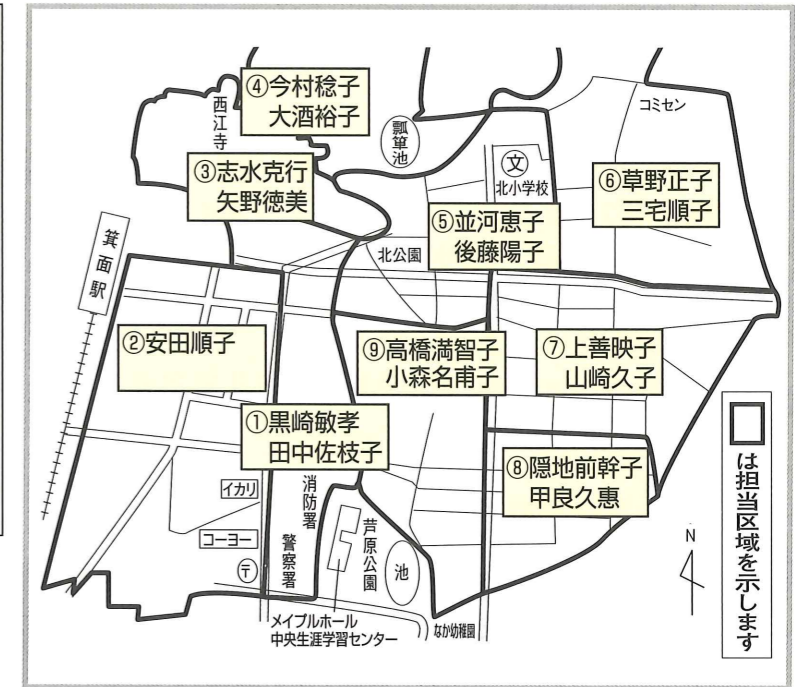 ④今村稔子
大酒裕子
西江寺
瓢箪池
コミセン
③志水克行
矢野徳美
文
北小学校
⑥草野正子
三宅順子
⑤並河恵子
後藤陽子
箕面駅
北公園
②安田順子
⑨高橋満智子
小森名甫子
⑦上善映子
山崎久子
①黒崎敏孝
田中佐枝子
⑧隠地前幹子
甲良久惠
は担当区域を示します
イカリ
消防署
コーヨー
警察署
芦原公園
池
〒
N
メイプルホール
中央生涯学習センター
なか幼稚園